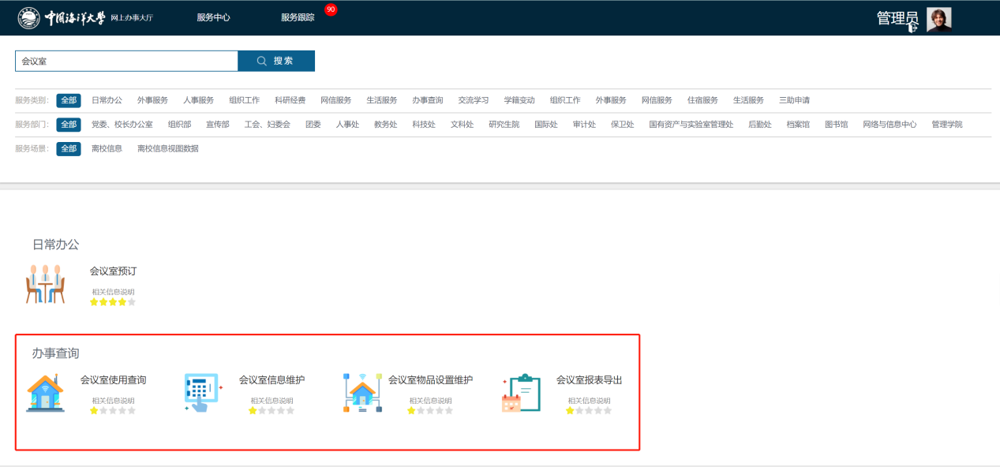 中国海洋大学 网上办事大厅 服务中心 服务跟踪 90 管理员
会议室 搜索
服务类别: 全部 日常办公 外事服务 人事服务 组织工作 科研经费 网信服务 生活服务 办事查询 交流学习 学籍变动 组织工作 外事服务 网信服务 住宿服务 生活服务 三助申请
服务部门: 全部 党委、校长办公室 组织部 宣传部 工会、妇委会 团委 人事处 教务处 科技处 文科处 研究生院 国际处 审计处 保卫处 国有资产与实验室管理处 后勤处 档案馆 图书馆 网络与信息中心 管理学院
服务场景: 全部 离校信息 离校信息视图数据
日常办公
会议室预订
相关信息说明
办事查询
会议室使用查询 会议室信息维护 会议室物品设置维护 会议室报表导出
相关信息说明 相关信息说明 相关信息说明 相关信息说明